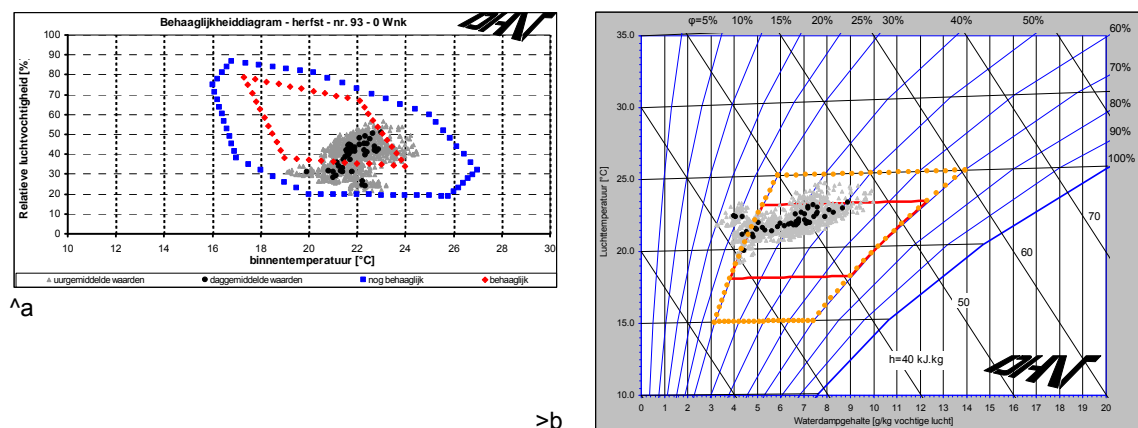 Behaaglijkheiddiagram - herfst - nr. 93 - 0 Wnk
DHV
Relatieve luchtvochtigheid [%]
100
90
80
70
60
50
40
30
20
10
0
10 12 14 16 18 20 22 24 26 28 30
binnentemperatuur [°C]
uurgemiddelde waarden daggemiddelde waarden nog behaaglijk behaaglijk
^a
>b
φ=5% 10% 15% 20% 25% 30% 40% 50% 60%
70%
80%
90%
100%
35.0
30.0
25.0
20.0
15.0
10.0
Luchttemperatuur [°C]
70
60
50
h=40 kJ.kg
DHV
0 1 2 3 4 5 6 7 8 9 10 11 12 13 14 15 16 17 18 19 20
Waterdampgehalte [g/kg vochtige lucht]